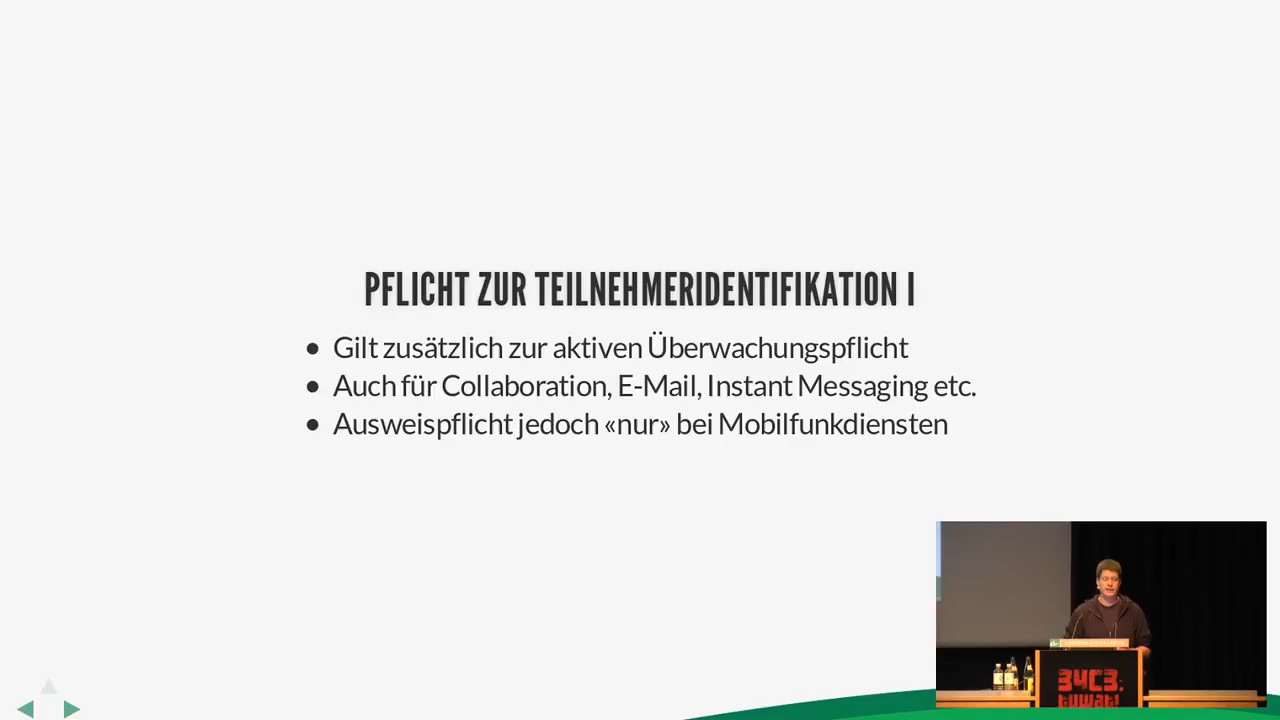 PFLICHT ZUR TEILNEHMERIDENTIFIKATION I
Gilt zusätzlich zur aktiven Überwachungspflicht
Auch für Collaboration, E-Mail, Instant Messaging etc.
Ausweispflicht jedoch «nur» bei Mobilfunkdiensten
34C3.
tuwat!